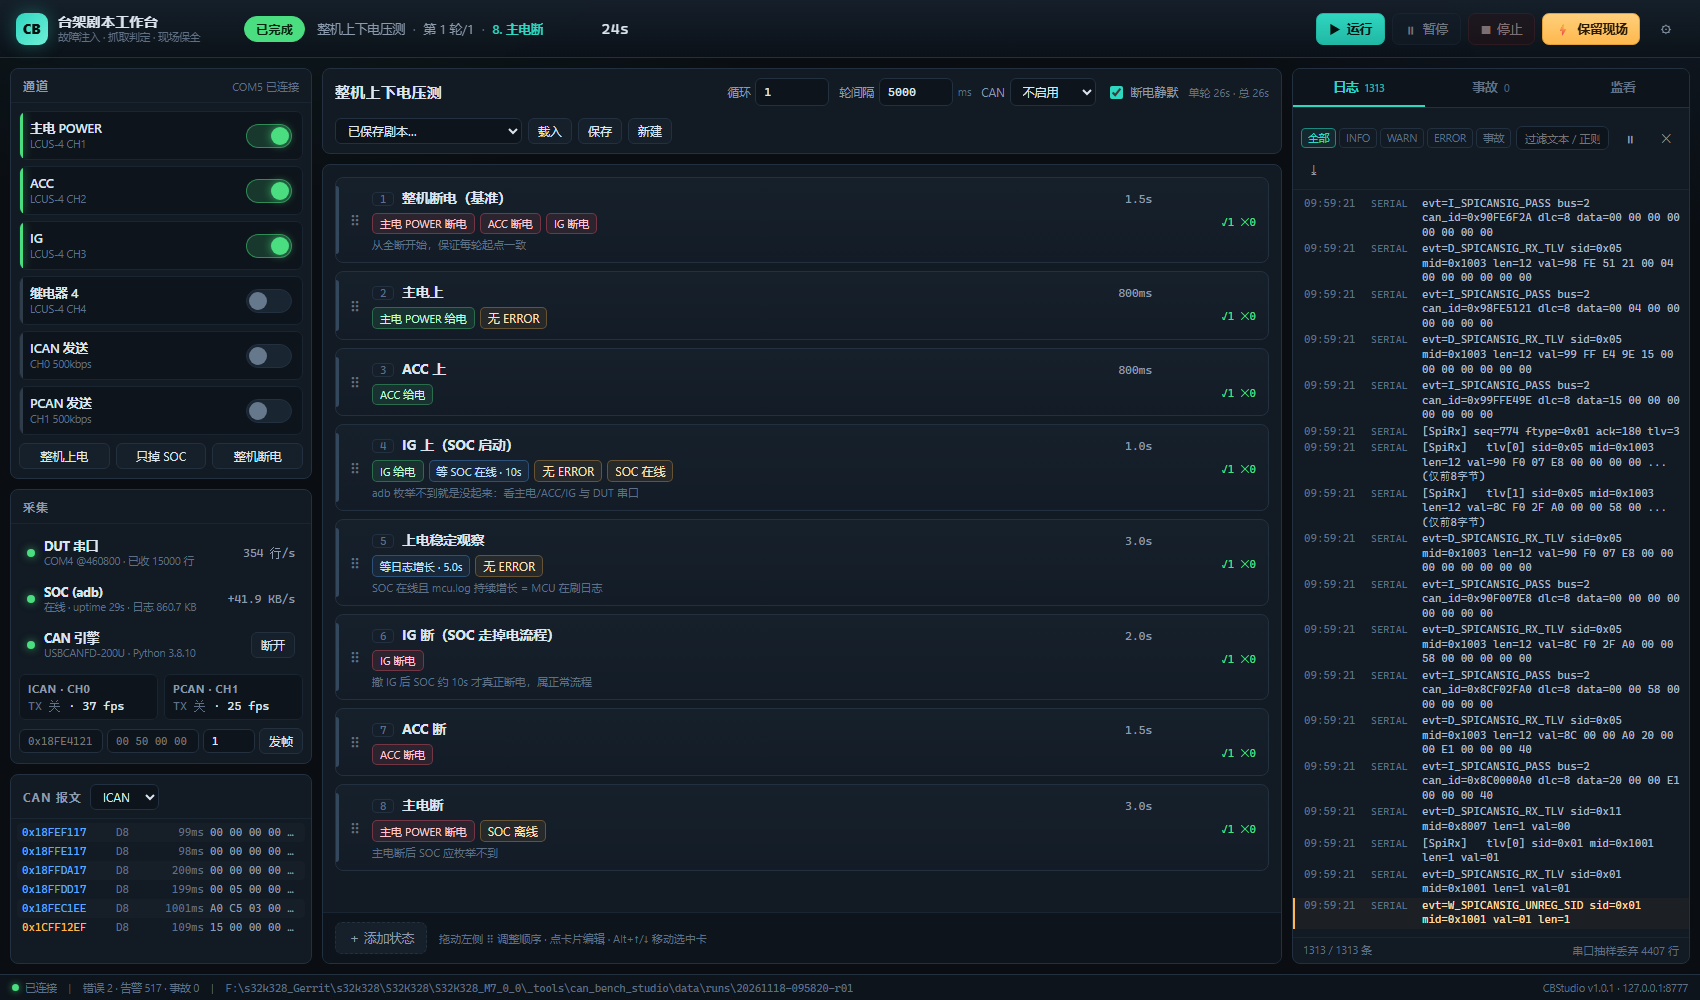 CB 台架剧本工作台
故障注入 · 抓取判定 · 现场保全
已完成 整机上下电压测 · 第 1 轮/1 · 8. 主电断 24s
▶ 运行 ⏸ 暂停 ■ 停止 ⚡ 保留现场 ⚙
通道 COM5 已连接
主电 POWER
LCUS-4 CH1
ACC
LCUS-4 CH2
IG
LCUS-4 CH3
继电器 4
LCUS-4 CH4
ICAN 发送
CH0 500kbps
PCAN 发送
CH1 500kbps
整机上电 只掉 SOC 整机断电
采集
DUT 串口
COM4 @460800 · 已收 15000 行
354 行/s
SOC (adb)
在线 · uptime 29s · 日志 860.7 KB
+41.9 KB/s
CAN 引擎
USBCANFD-200U · Python 3.8.10
断开
ICAN · CH0
TX 关 · 37 fps
PCAN · CH1
TX 关 · 25 fps
0x18FE4121 00 50 00 00 1 发帧
CAN 报文 ICAN
0x18FEF117 D8 99ms 00 00 00 00 …
0x18FFE117 D8 98ms 00 00 00 00 …
0x18FFDA17 D8 200ms 00 00 00 00 …
0x18FFDD17 D8 199ms 00 05 00 00 …
0x18FEC1EE D8 1001ms A0 C5 03 00 …
0x1CFF12EF D8 109ms 15 00 00 00 …
整机上下电压测 循环 1 轮间隔 5000 ms CAN 不启用 断电静默 单轮 26s · 总 26s
已保存剧本... 载入 保存 新建
1 整机断电（基准） 1.5s
主电 POWER 断电 ACC 断电 IG 断电 ✓1 ✕0
从全断开始，保证每轮起点一致
2 主电上 800ms
主电 POWER 给电 无 ERROR ✓1 ✕0
3 ACC 上 800ms
ACC 给电 ✓1 ✕0
4 IG 上（SOC 启动） 1.0s
IG 给电 等 SOC 在线 · 10s 无 ERROR SOC 在线 ✓1 ✕0
adb 枚举不到就是没起来：看主电/ACC/IG 与 DUT 串口
5 上电稳定观察 3.0s
等日志增长 · 5.0s 无 ERROR ✓1 ✕0
SOC 在线且 mcu.log 持续增长 = MCU 在刷日志
6 IG 断（SOC 走掉电流程） 2.0s
IG 断电 ✓1 ✕0
撤 IG 后 SOC 约 10s 才真正断电，属正常流程
7 ACC 断 1.5s
ACC 断电 ✓1 ✕0
8 主电断 3.0s
主电 POWER 断电 SOC 离线 ✓1 ✕0
主电断后 SOC 应枚举不到
+ 添加状态 拖动左侧 ⠿ 调整顺序 · 点卡片编辑 · Alt+↑/↓ 移动选中卡
日志 1313 事故 0 监看
全部 INFO WARN ERROR 事故 过滤文本 / 正则 ⏸ ✕
⤓
09:59:21 SERIAL evt=I_SPICANSIG_PASS bus=2
can_id=0x90FE6F2A dlc=8 data=00 00 00 00
00 00 00 00
09:59:21 SERIAL evt=D_SPICANSIG_RX_TLV sid=0x05
mid=0x1003 len=12 val=98 FE 51 21 00 04
00 00 00 00 00 00
09:59:21 SERIAL evt=I_SPICANSIG_PASS bus=2
can_id=0x98FE5121 dlc=8 data=00 04 00 00
00 00 00 00
09:59:21 SERIAL evt=D_SPICANSIG_RX_TLV sid=0x05
mid=0x1003 len=12 val=99 FF E4 9E 15 00
00 00 00 00 00 00
09:59:21 SERIAL evt=I_SPICANSIG_PASS bus=2
can_id=0x99FFE49E dlc=8 data=15 00 00 00
00 00 00 00
09:59:21 SERIAL [SpiRx] seq=774 ftype=0x01 ack=180 tlv=3
09:59:21 SERIAL [SpiRx] tlv[0] sid=0x05 mid=0x1003
len=12 val=90 F0 07 E8 00 00 00 00 ...
(仅前8字节)
09:59:21 SERIAL [SpiRx] tlv[1] sid=0x05 mid=0x1003
len=12 val=8C F0 2F A0 00 00 58 00 ...
(仅前8字节)
09:59:21 SERIAL evt=D_SPICANSIG_RX_TLV sid=0x05
mid=0x1003 len=12 val=90 F0 07 E8 00 00
00 00 00 00 00 00
09:59:21 SERIAL evt=I_SPICANSIG_PASS bus=2
can_id=0x90F007E8 dlc=8 data=00 00 00 00
00 00 00 00
09:59:21 SERIAL evt=D_SPICANSIG_RX_TLV sid=0x05
mid=0x1003 len=12 val=8C F0 2F A0 00 00
58 00 00 00 00 00
09:59:21 SERIAL evt=I_SPICANSIG_PASS bus=2
can_id=0x8CF02FA0 dlc=8 data=00 00 58 00
00 00 00 00
09:59:21 SERIAL evt=D_SPICANSIG_RX_TLV sid=0x05
mid=0x1003 len=12 val=8C 00 00 A0 20 00
00 E1 00 00 00 40
09:59:21 SERIAL evt=I_SPICANSIG_PASS bus=2
can_id=0x8C0000A0 dlc=8 data=20 00 00 E1
00 00 00 40
09:59:21 SERIAL evt=D_SPICANSIG_RX_TLV sid=0x11
mid=0x8007 len=1 val=00
09:59:21 SERIAL [SpiRx] tlv[0] sid=0x01 mid=0x1001
len=1 val=01
09:59:21 SERIAL evt=D_SPICANSIG_RX_TLV sid=0x01
mid=0x1001 len=1 val=01
09:59:21 SERIAL evt=W_SPICANSIG_UNREG_SID sid=0x01
mid=0x1001 val=01 len=1
1313 / 1313 条 串口抽样丢弃 4407 行
已连接 | 错误 2 · 告警 517 · 事故 0 | F:\s32k328_Gerrit\s32k328\S32K328\S32K328_M7_0_0\_tools\can_bench_studio\data\runs\20261118-095820-r01 CBStudio v1.0.1 · 127.0.0.1:8777